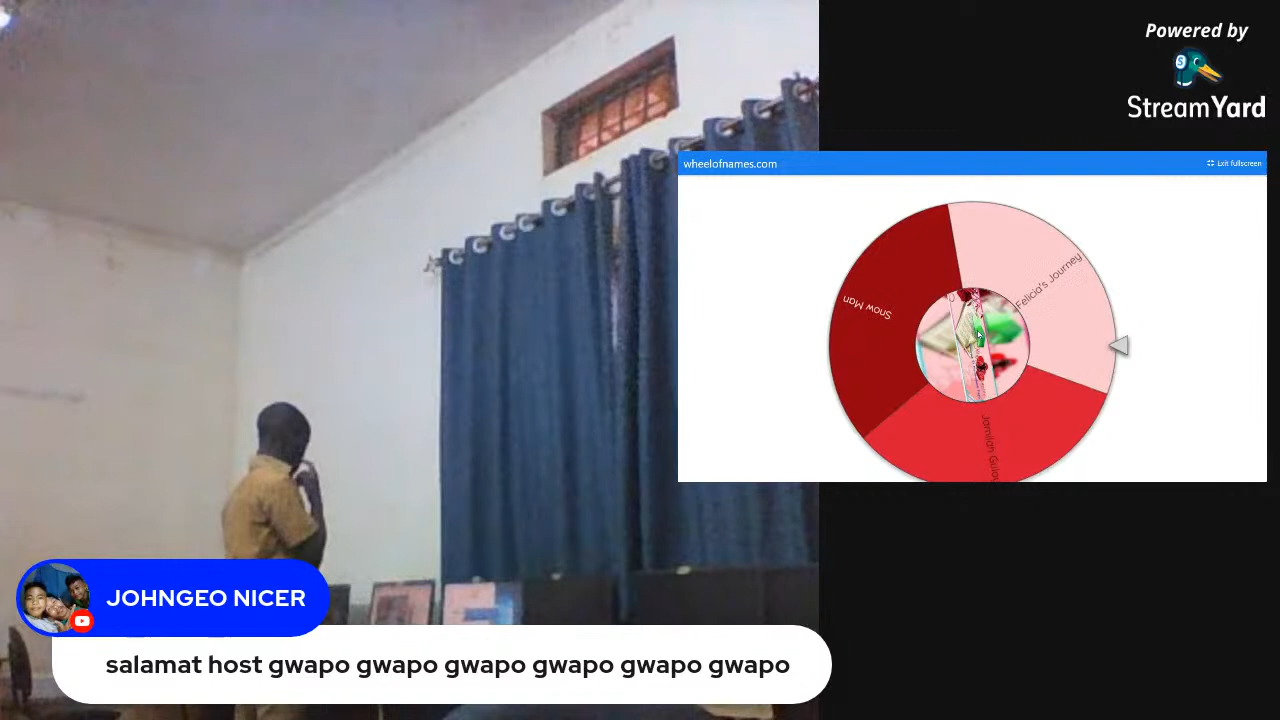 Powered by
StreamYard
wheelofnames.com
Exit fullscreen
Felicia's Journey
Snow Man
JOHNGEO NICER
salamat host gwapo gwapo gwapo gwapo gwapo gwapo